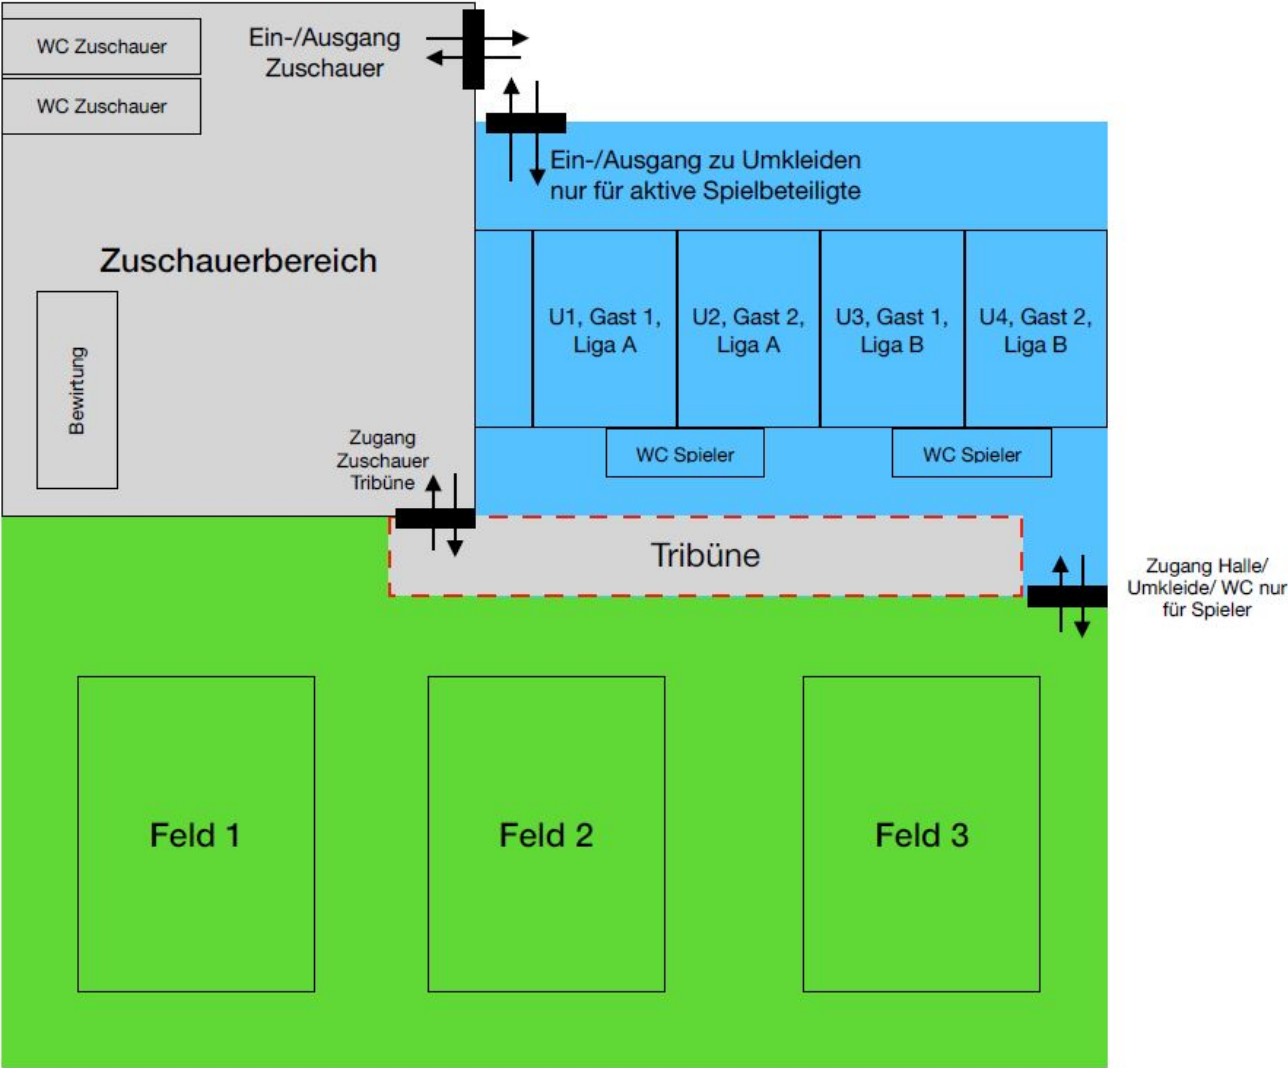 WC Zuschauer
WC Zuschauer
Ein-/Ausgang
Zuschauer
Ein-/Ausgang zu Umkleiden
nur für aktive Spielbeteiligte
Zuschauerbereich
Bewirtung
U1, Gast 1,
Liga A
U2, Gast 2,
Liga A
U3, Gast 1,
Liga B
U4, Gast 2,
Liga B
WC Spieler
WC Spieler
Zugang
Zuschauer
Tribüne
Tribüne
Zugang Halle/
Umkleide/ WC nur
für Spieler
Feld 1
Feld 2
Feld 3